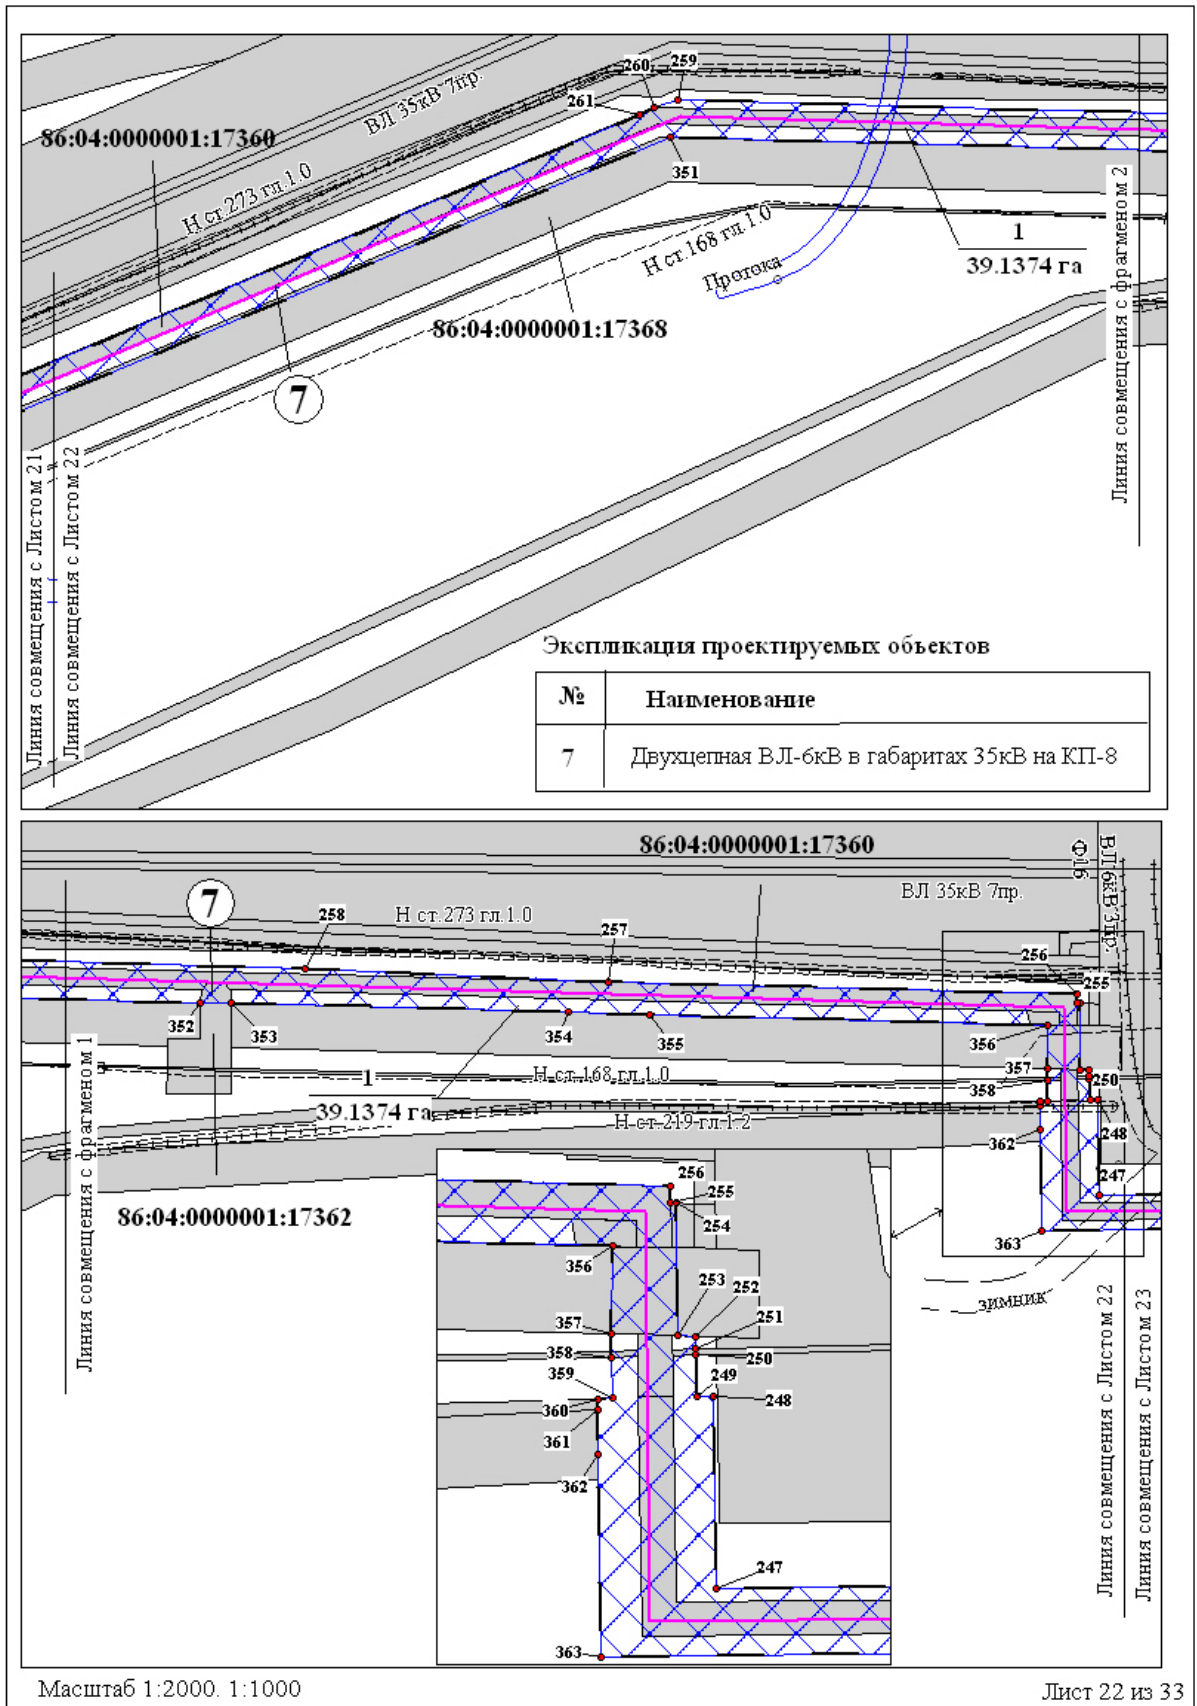 260
259
261
ВЛ 35кВ 7пр.
86:04:0000001:17360
351
Н ст.273 гл.1.0
Н ст.168 гл.1.0
Протока
1
39.1374 га
86:04:0000001:17368
7
Линия совмещения с фрагменом 2
Линия совмещения с Листом 21
Линия совмещения с Листом 22
Экспликация проектируемых объектов
№ Наименование
7 Двухцепная ВЛ-6кВ в габаритах 35кВ на КП-8
86:04:0000001:17360
ВЛ 6кВ 3пр.
Ф-16
7
258
Н ст.273 гл.1.0
257
ВЛ 35кВ 7пр.
256
255
352
353
354
355
356
357
358
250
248
362
247
363
1
39.1374 га
Н ст.168 гл.1.0
Н ст.219 гл.1.2
Линия совмещения с фрагменом 1
86:04:0000001:17362
256
255
254
356
253
252
251
357
358
250
359
249
248
360
361
362
247
363
зимник
Линия совмещения с Листом 22
Линия совмещения с Листом 23
Масштаб 1:2000. 1:1000
Лист 22 из 33